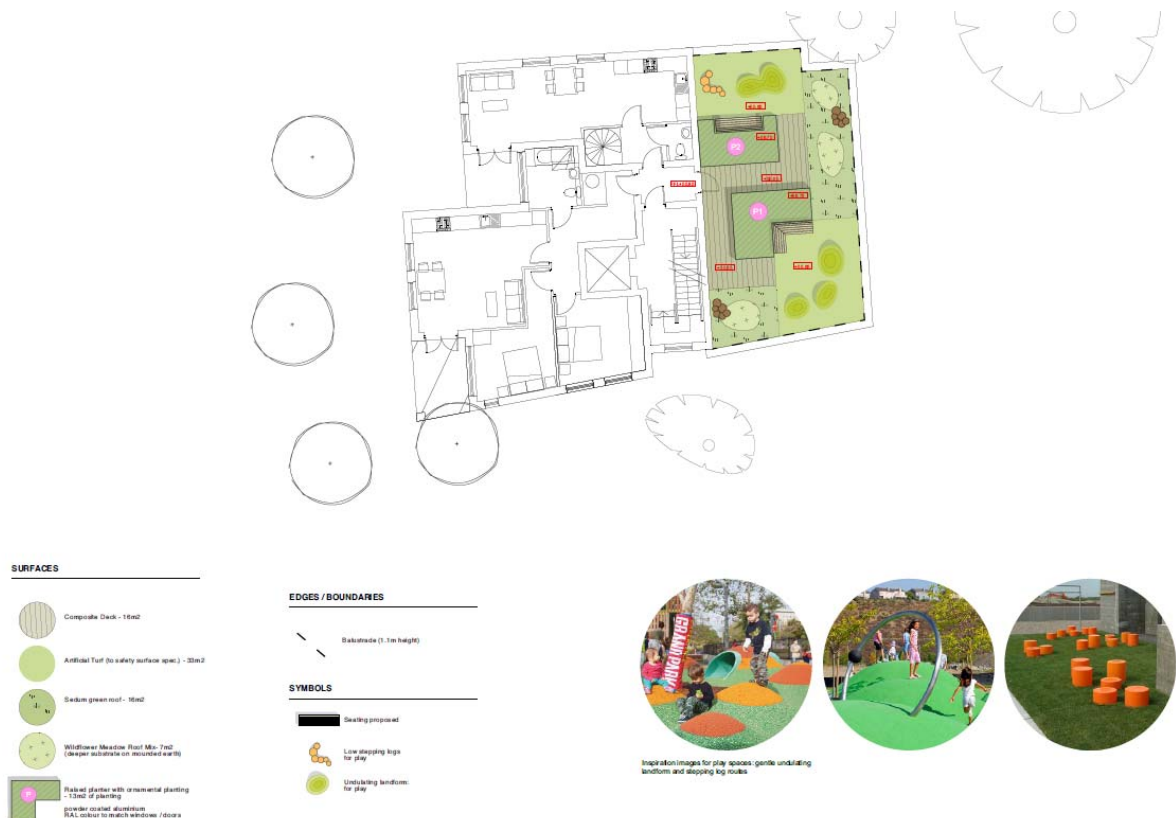 P2
P1
SURFACES
Composite Deck - 16m2
Artificial Turf (to safety surface spec.) - 33m2
Sedum green roof - 16m2
Wildflower Meadow Roof Mix- 7m2
(deeper substrate on mounded earth)
P
Raised planter with ornamental planting
- 13m2 of planting
powder coated aluminium
RAL colour to match windows / doors
EDGES / BOUNDARIES
Balustrade (1.1m height)
SYMBOLS
Seating proposed
Low stepping logs
for play
Undulating landform
for play
GRAND PARK
Inspiration images for play spaces: gentle undulating
landform and stepping log routes